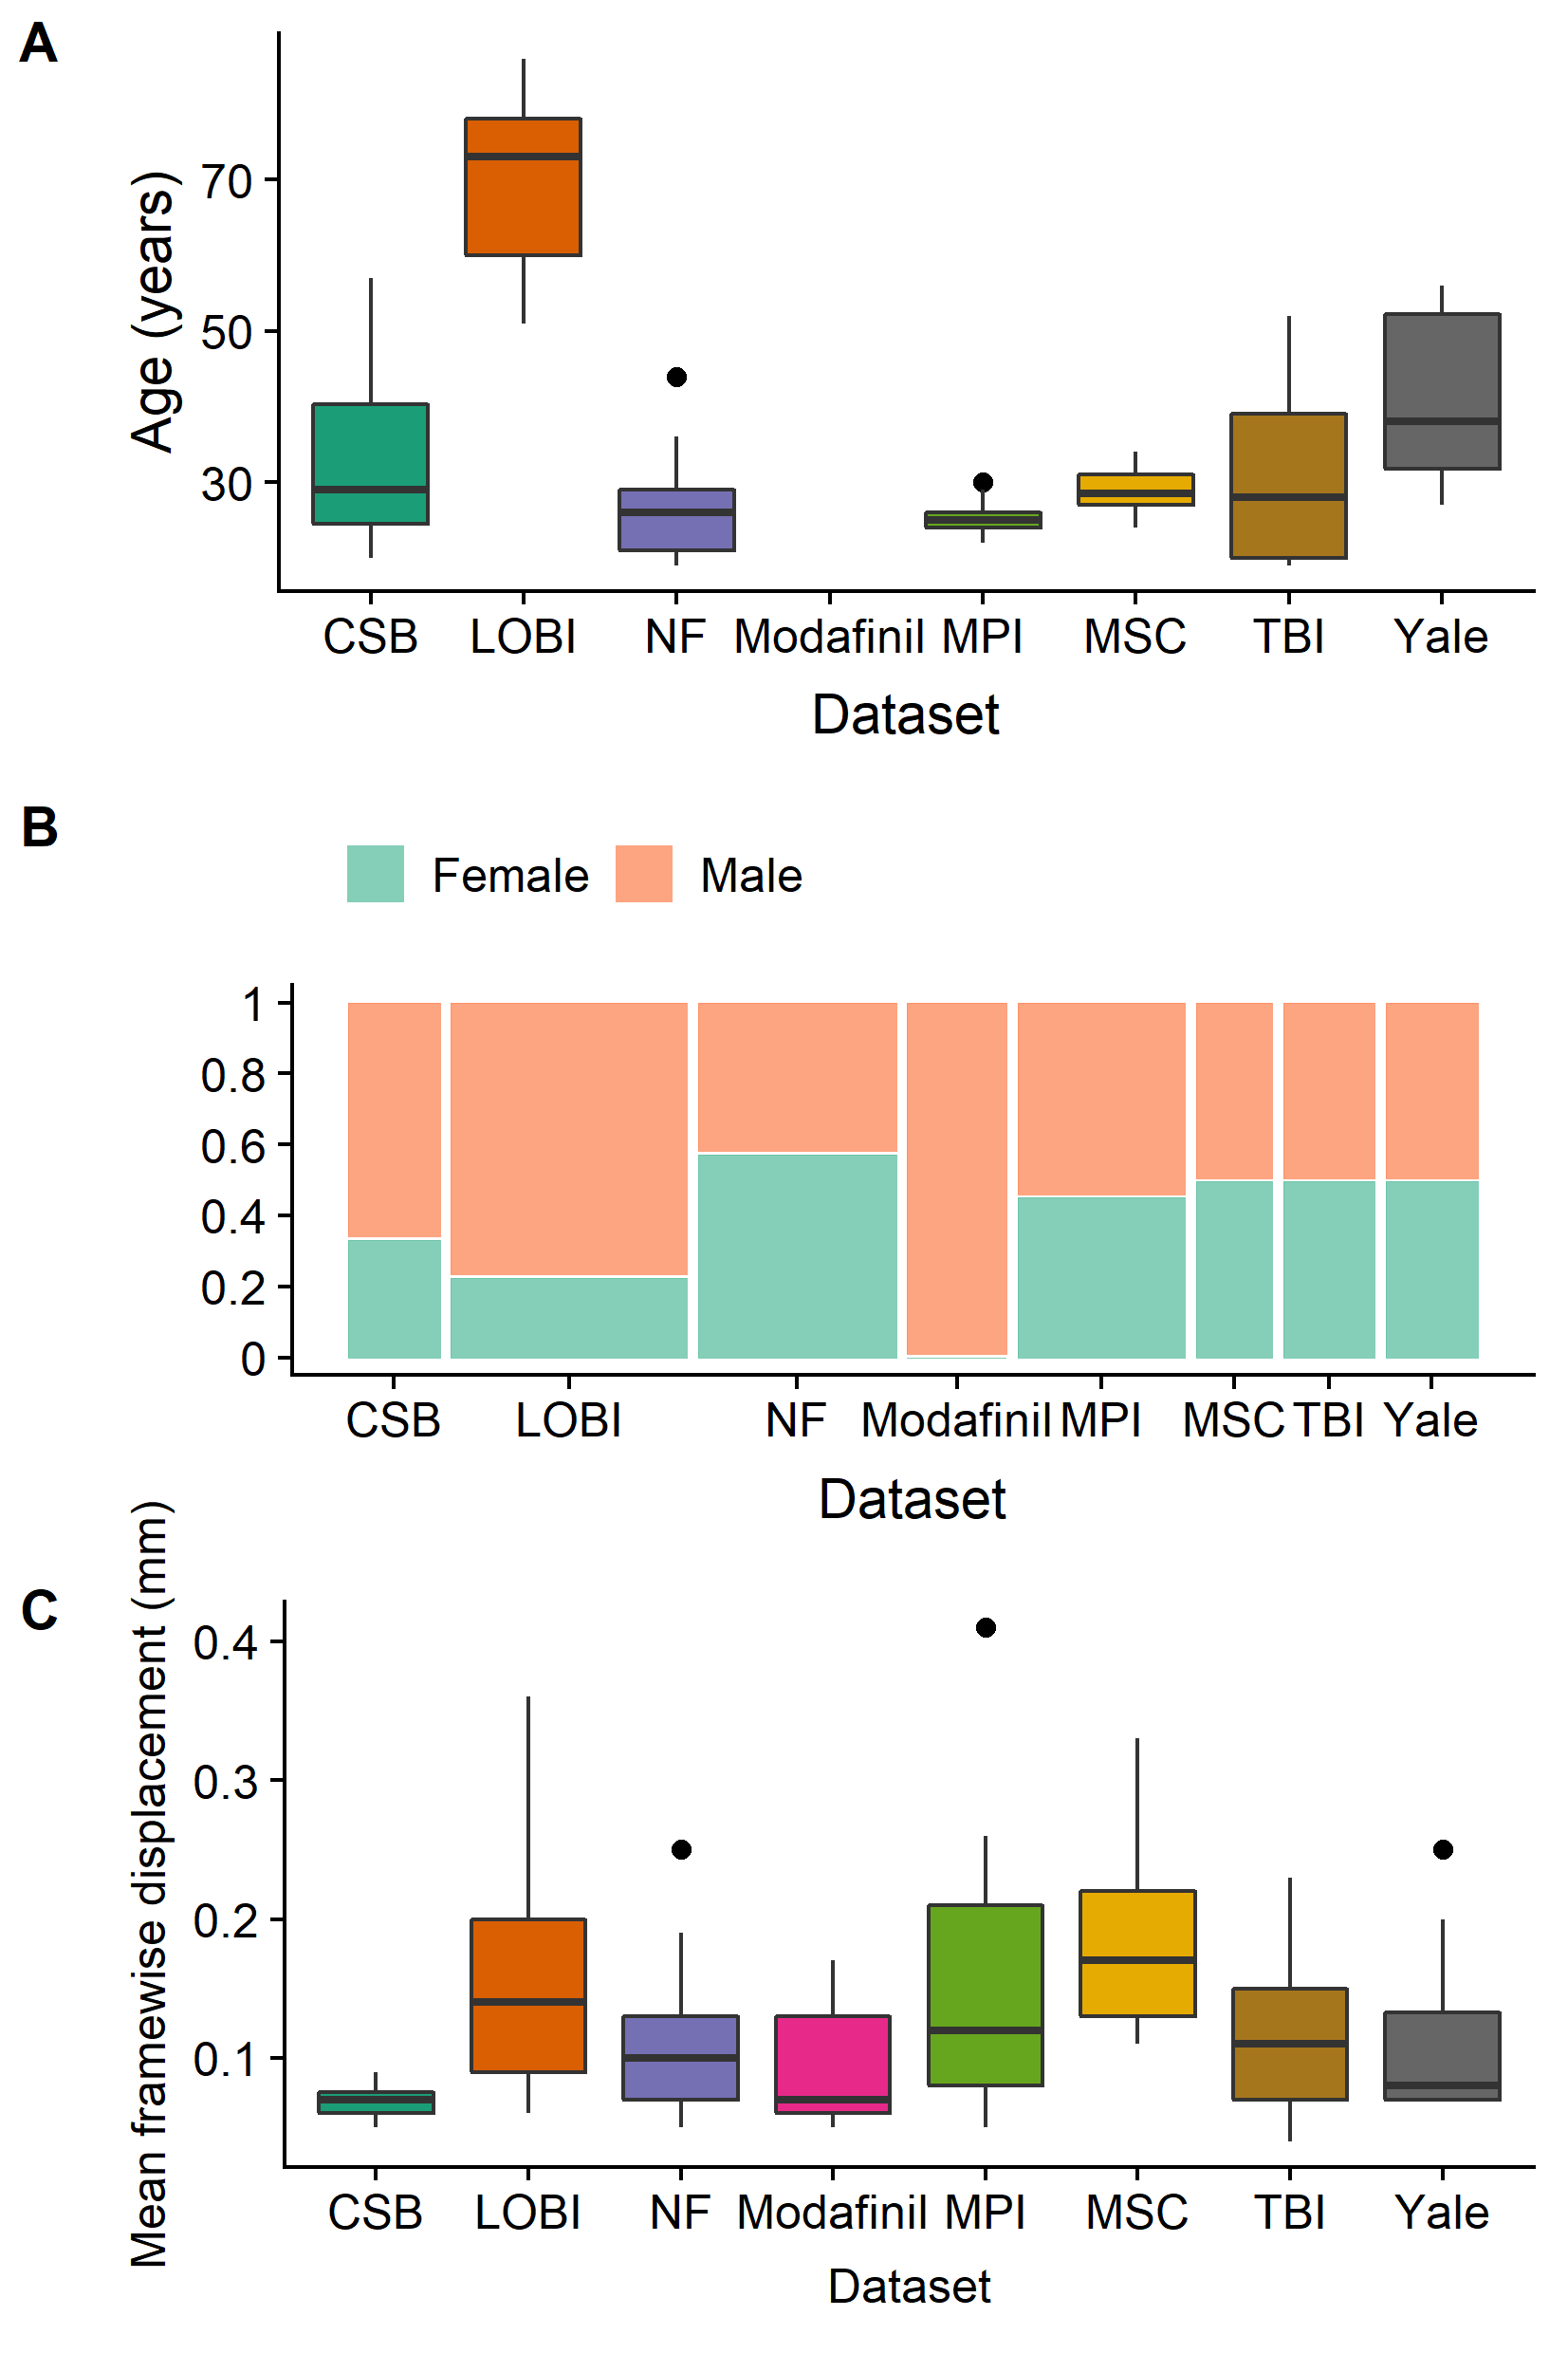 A
Age (years)
70
50
30
CSB LOBI NF Modafinil MPI MSC TBI Yale
Dataset
B
Female Male
1
0.8
0.6
0.4
0.2
0
CSB LOBI NF Modafinil MPI MSC TBI Yale
Dataset
C
Mean framewise displacement (mm)
0.4
0.3
0.2
0.1
CSB LOBI NF Modafinil MPI MSC TBI Yale
Dataset